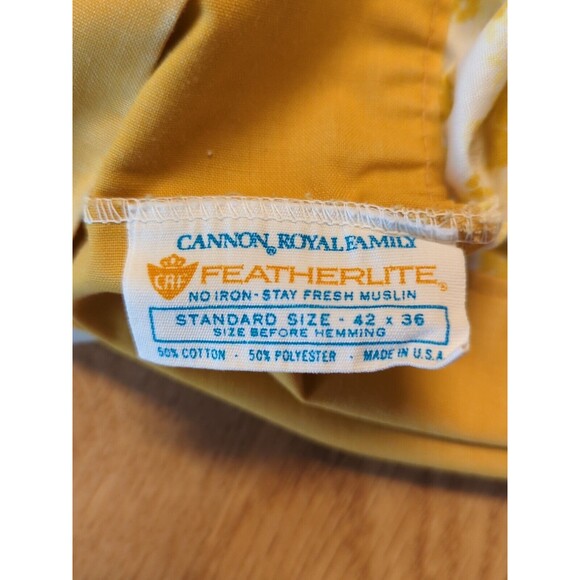 CANNON® ROYAL FAMILY
CRF FEATHERLITE®
NO IRON - STAY FRESH MUSLIN
STANDARD SIZE - 42 x 36
SIZE BEFORE HEMMING
50% COTTON · 50% POLYESTER · MADE IN U.S.A.